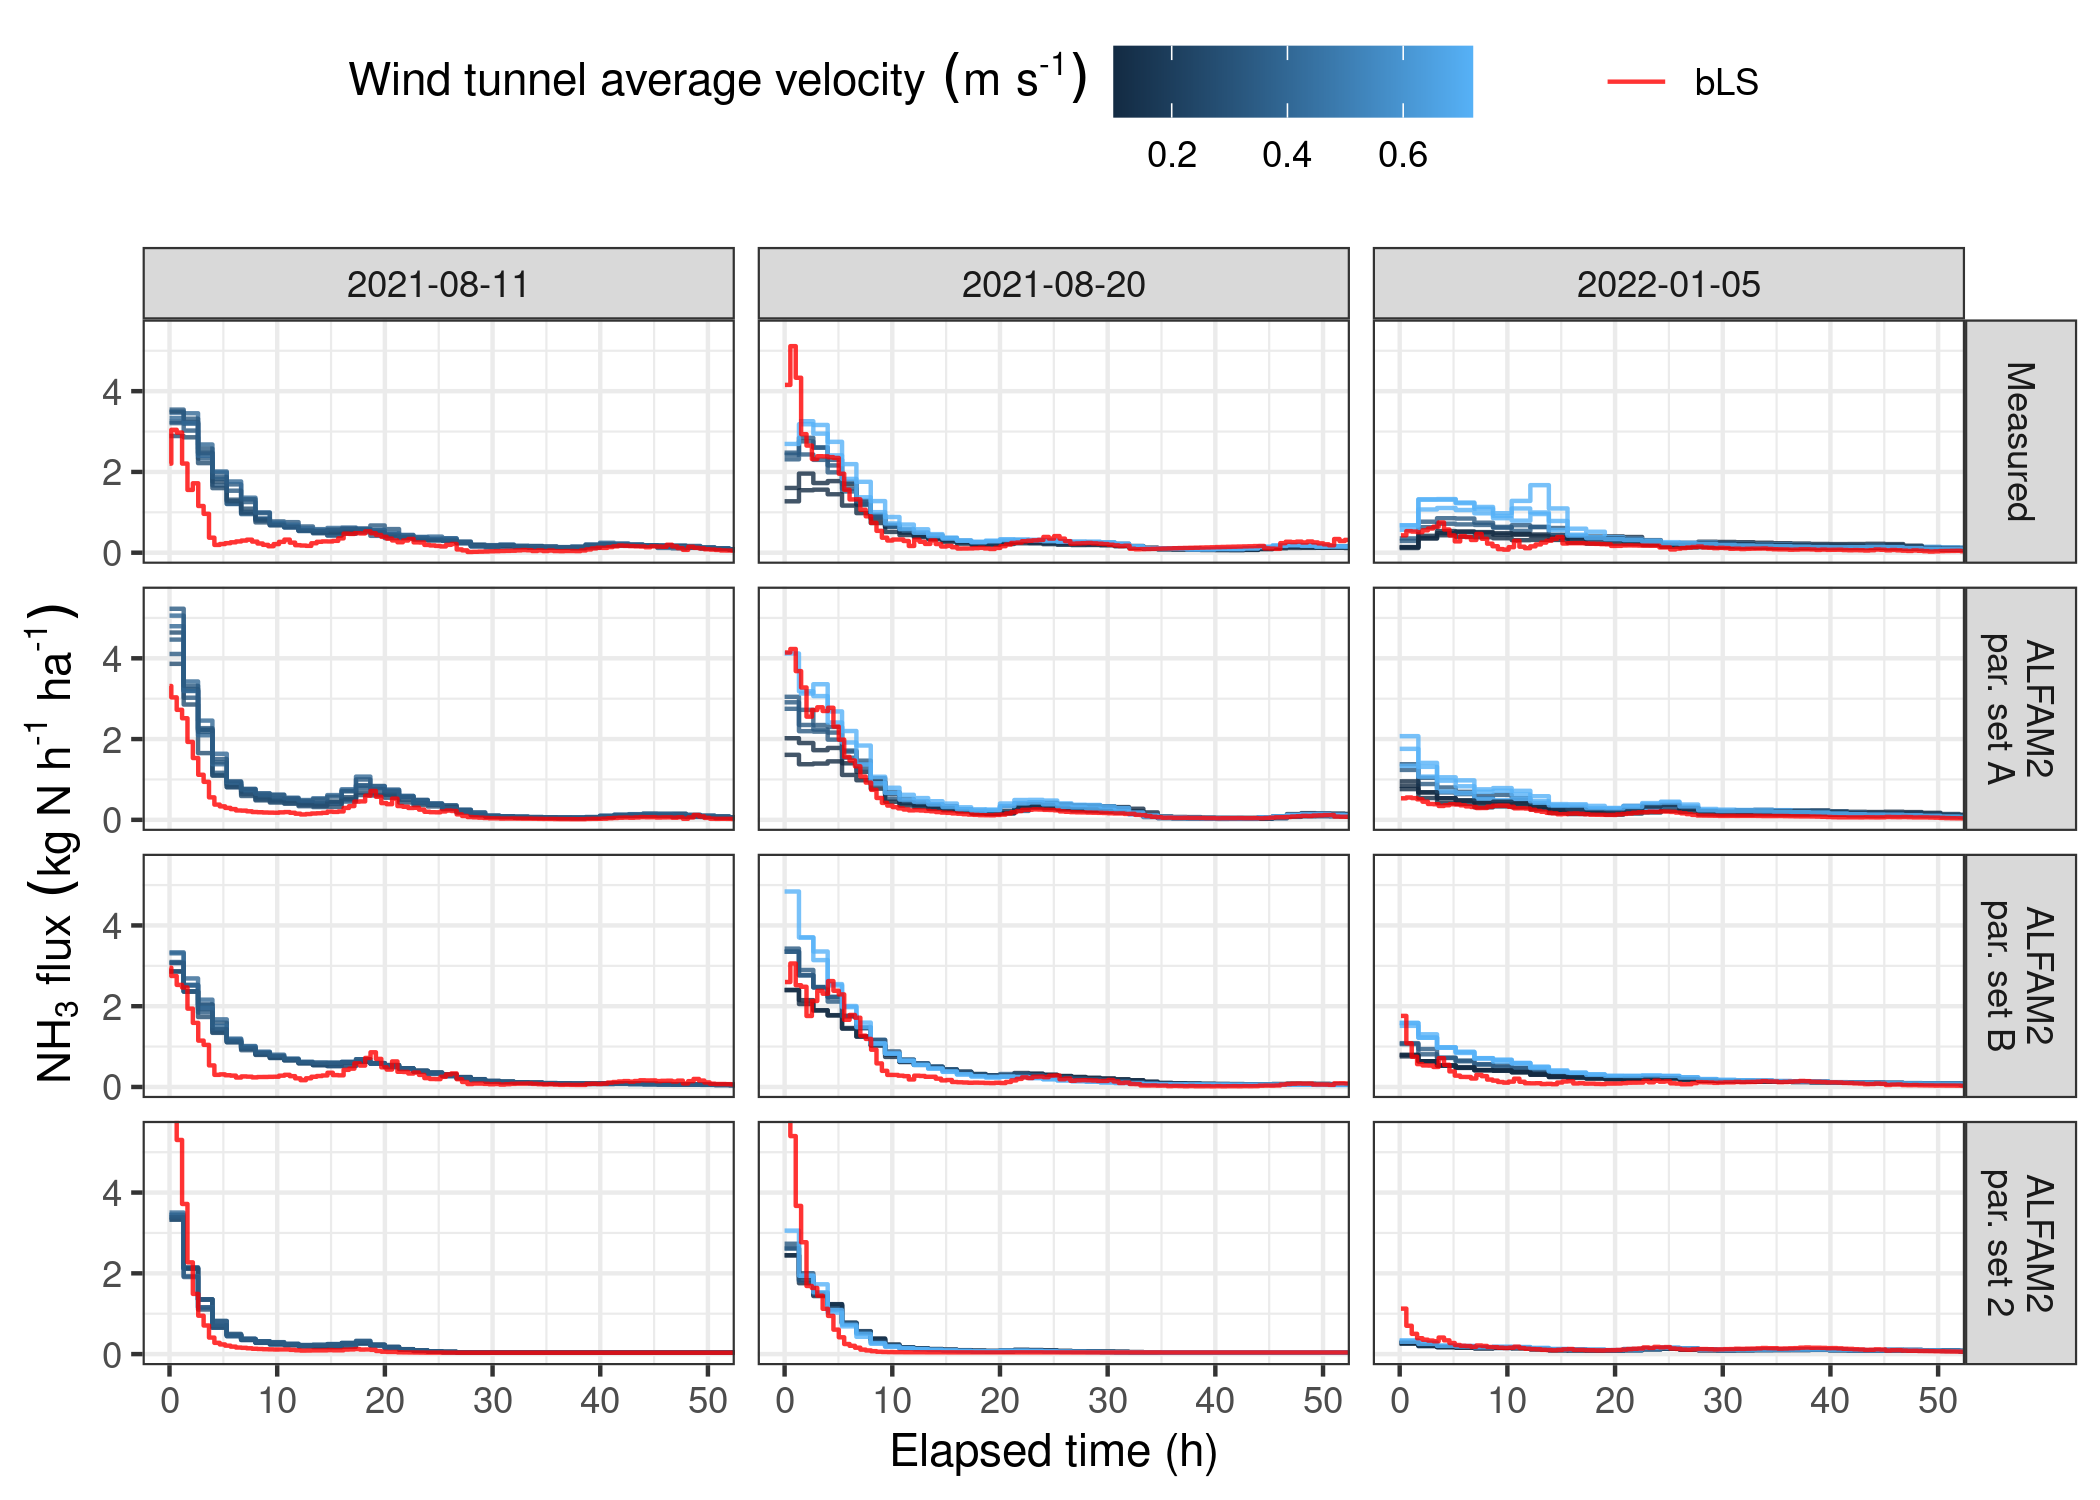 Wind tunnel average velocity (m s⁻¹)
0.2 0.4 0.6
bLS
2021-08-11 2021-08-20 2022-01-05
NH₃ flux (kg N h⁻¹ ha⁻¹)
4
2
0
Measured
4
2
0
ALFAM2
par. set A
4
2
0
ALFAM2
par. set B
4
2
0
ALFAM2
par. set 2
0 10 20 30 40 50 0 10 20 30 40 50 0 10 20 30 40 50
Elapsed time (h)